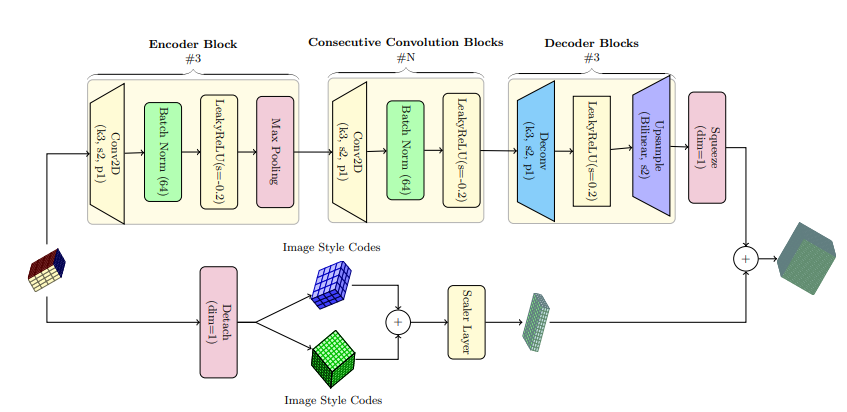 Encoder Block
#3
Consecutive Convolution Blocks
#N
Decoder Blocks
#3
Conv2D
(k3, s2, p1)
Batch Norm (64)
LeakyReLU(s=-0.2)
Max Pooling
Conv2D
(k3, s2, p1)
Batch Norm (64)
LeakyReLU(s=-0.2)
Deconv
(k3, s2, p1)
LeakyReLU(s=0.2)
Upsample
(Bilinear, s2)
Squeeze
(dim=1)
+
Image Style Codes
Detach
(dim=1)
+
Scaler Layer
Image Style Codes